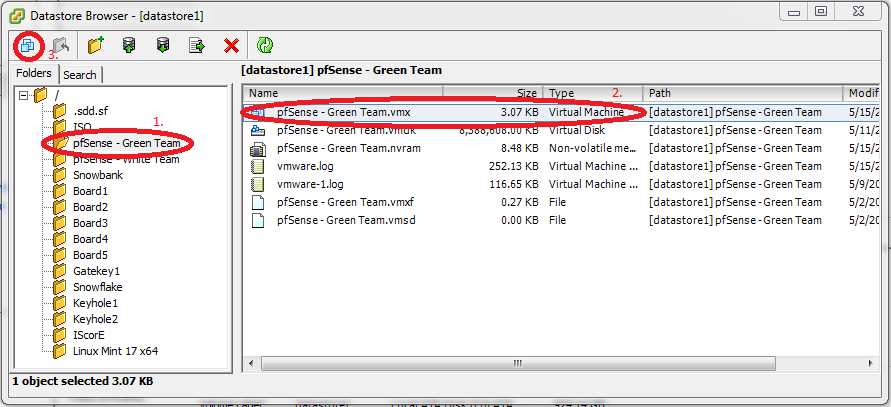 Datastore Browser - [datastore1]
3.
Folders Search
/
.sdd.sf
ISO
1.
pfSense - Green Team
pfSense - White Team
Snowbank
Board1
Board2
Board3
Board4
Board5
Gatekey1
Snowflake
Keyhole1
Keyhole2
IScorE
Linux Mint 17 x64
[datastore1] pfSense - Green Team
2.
Name Size Type Path Modif
pfSense - Green Team.vmx 3.07 KB Virtual Machine [datastore1] pfSense - Green Team 5/15/2
pfSense - Green Team.vmdk 8,388,608.00 KB Virtual Disk [datastore1] pfSense - Green Team 5/11/2
pfSense - Green Team.nvram 8.48 KB Non-volatile me... [datastore1] pfSense - Green Team 5/15/2
vmware.log 252.13 KB Virtual Machine ... [datastore1] pfSense - Green Team 5/15/2
vmware-1.log 116.65 KB Virtual Machine ... [datastore1] pfSense - Green Team 5/9/20
pfSense - Green Team.vmxf 0.27 KB File [datastore1] pfSense - Green Team 5/2/20
pfSense - Green Team.vmsd 0.00 KB File [datastore1] pfSense - Green Team 5/2/20
1 object selected 3.07 KB